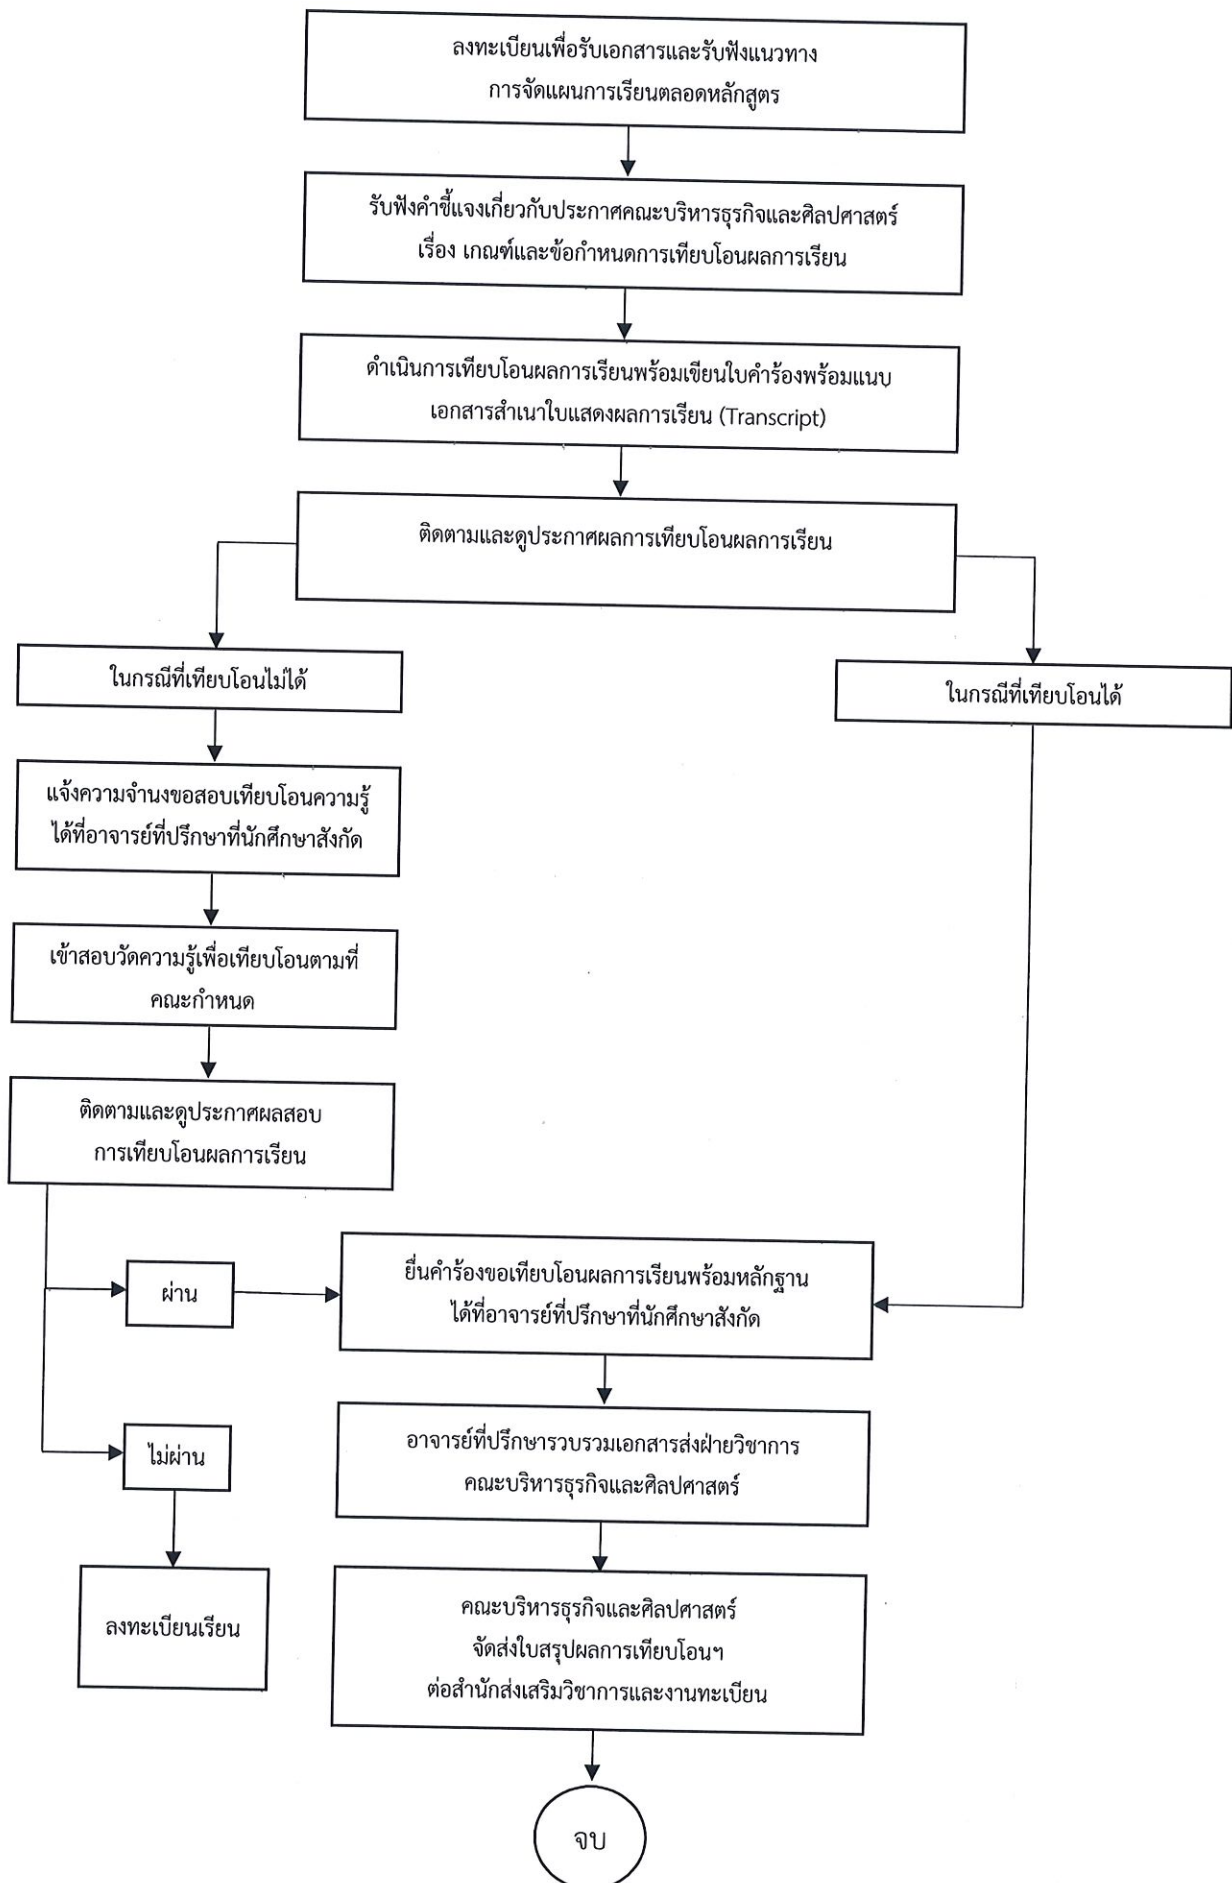 ลงทะเบียนเพื่อรับเอกสารและรับฟังแนวทาง
การจัดแผนการเรียนตลอดหลักสูตร
รับฟังคำชี้แจงเกี่ยวกับประกาศคณะบริหารธุรกิจและศิลปศาสตร์
เรื่อง เกณฑ์และข้อกำหนดการเทียบโอนผลการเรียน
ดำเนินการเทียบโอนผลการเรียนพร้อมเขียนใบคำร้องพร้อมแนบ
เอกสารสำเนาใบแสดงผลการเรียน (Transcript)
ติดตามและดูประกาศผลการเทียบโอนผลการเรียน
ในกรณีที่เทียบโอนไม่ได้
ในกรณีที่เทียบโอนได้
แจ้งความจำนงขอสอบเทียบโอนความรู้
ได้ที่อาจารย์ที่ปรึกษาที่นักศึกษาสังกัด
เข้าสอบวัดความรู้เพื่อเทียบโอนตามที่
คณะกำหนด
ติดตามและดูประกาศผลสอบ
การเทียบโอนผลการเรียน
ผ่าน
ยื่นคำร้องขอเทียบโอนผลการเรียนพร้อมหลักฐาน
ได้ที่อาจารย์ที่ปรึกษาที่นักศึกษาสังกัด
ไม่ผ่าน
อาจารย์ที่ปรึกษารวบรวมเอกสารส่งฝ่ายวิชาการ
คณะบริหารธุรกิจและศิลปศาสตร์
ลงทะเบียนเรียน
คณะบริหารธุรกิจและศิลปศาสตร์
จัดส่งใบสรุปผลการเทียบโอนฯ
ต่อสำนักส่งเสริมวิชาการและงานทะเบียน
จบ